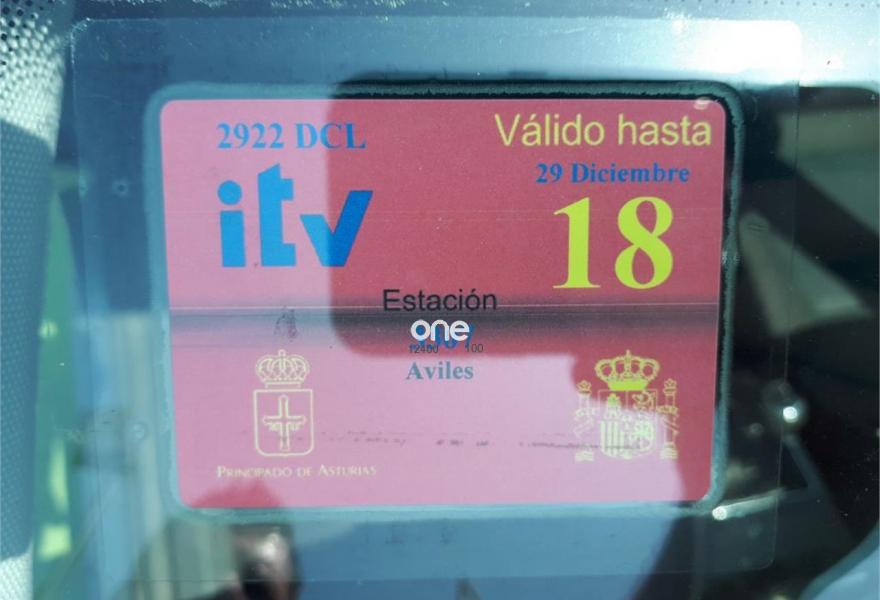 2922 DCL
Válido hasta
itv
29 Diciembre
18
Estación
one
Aviles
PRINCIPADO DE ASTURIAS